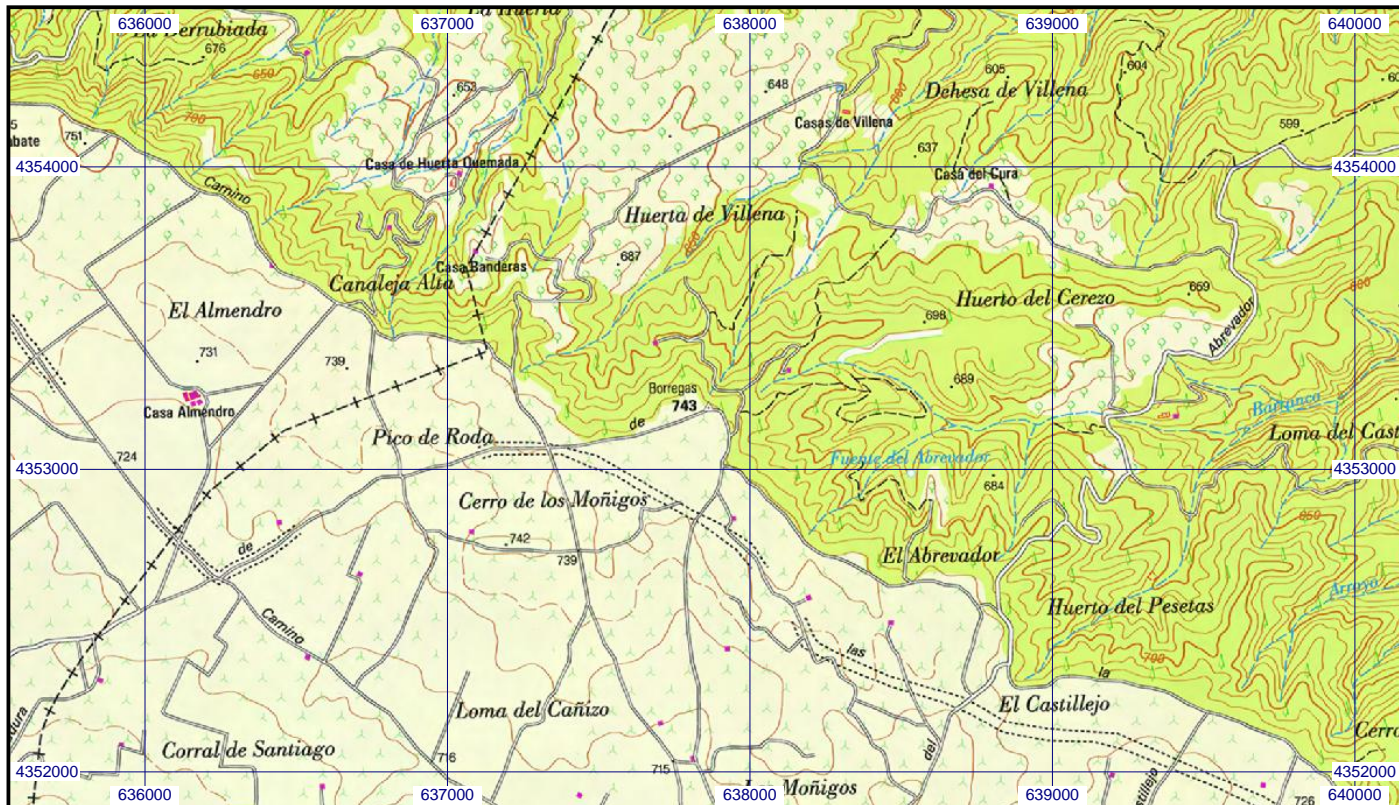 636000 637000 638000 639000 640000
La Berrubiada
La Huerta
676
650
653
648
600
605
604
Dehesa de Villena
700
751
Casas de Villena
599
637
4354000
Casa de Huerta Quemada
Casa del Cura
4354000
Camino
Huerta de Villena
650
687
Casa Banderas
Canaleja Alta
El Almendro
Huerto del Cerezo
669
600
698
Abrevador
731
739
689
Borregas
743
Casa Almendro
Barranco
de
Pico de Roda
Loma del Cast
724
Fuente del Abrevador
4353000
4353000
684
Cerro de los Moñigos
650
742
739
de
El Abrevador
Arroyo
Huerto del Pesetas
Camino
las
700
la
El Castillejo
Loma del Cañizo
Corral de Santiago
del
Cerro
716
715
4352000
4352000
Moñigos
726
636000 637000 638000 639000 640000